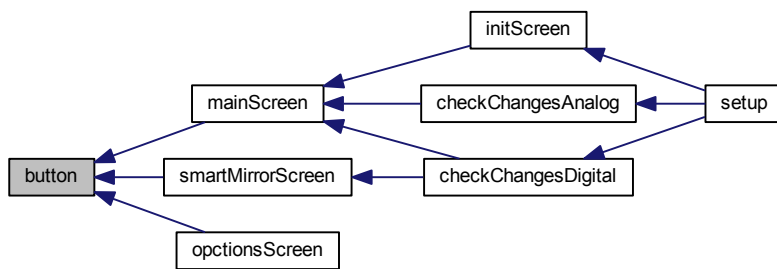 initScreen
mainScreen
checkChangesAnalog
setup
button
smartMirrorScreen
checkChangesDigital
opctionsScreen